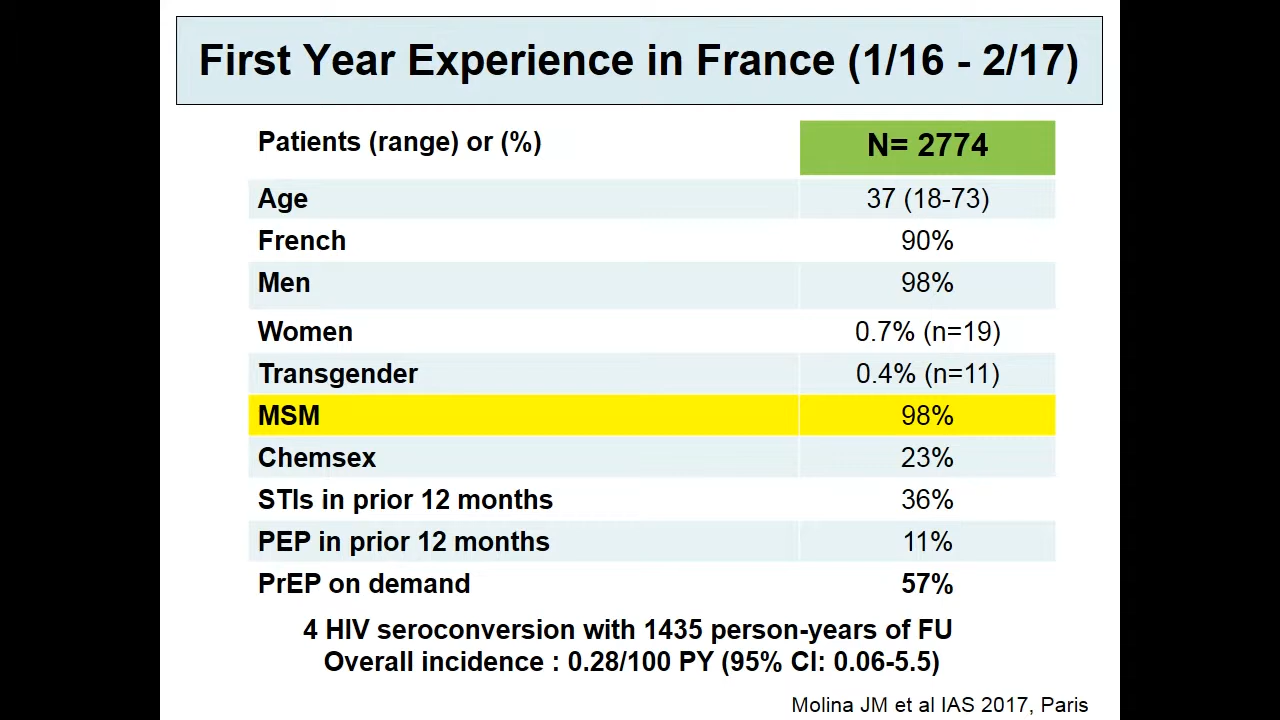 First Year Experience in France (1/16 - 2/17)
Patients (range) or (%) N= 2774
Age 37 (18-73)
French 90%
Men 98%
Women 0.7% (n=19)
Transgender 0.4% (n=11)
MSM 98%
Chemsex 23%
STIs in prior 12 months 36%
PEP in prior 12 months 11%
PrEP on demand 57%
4 HIV seroconversion with 1435 person-years of FU
Overall incidence : 0.28/100 PY (95% CI: 0.06-5.5)
Molina JM et al IAS 2017, Paris